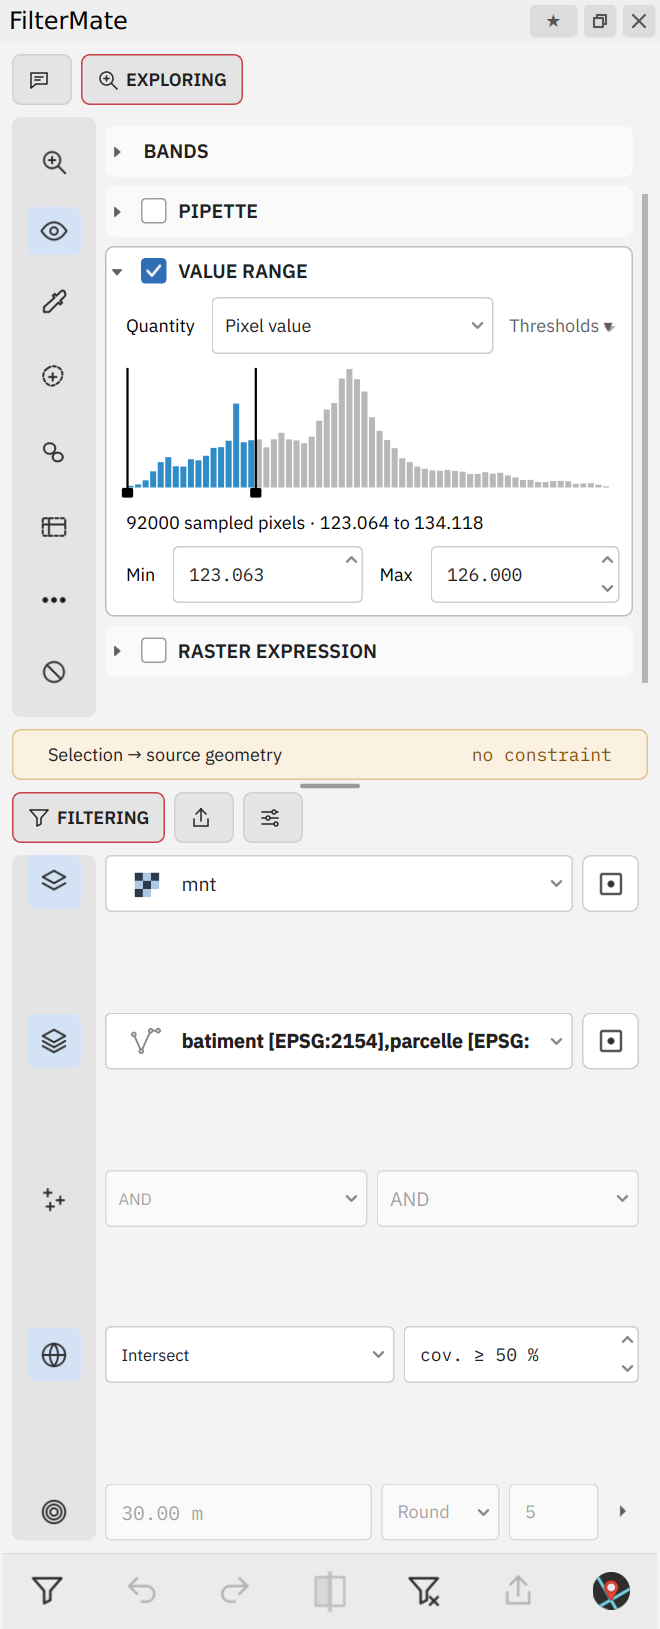 FilterMate
EXPLORING
BANDS
PIPETTE
VALUE RANGE
Quantity
Pixel value
Thresholds
92000 sampled pixels · 123.064 to 134.118
Min
123.063
Max
126.000
RASTER EXPRESSION
Selection → source geometry
no constraint
FILTERING
mnt
batiment [EPSG:2154],parcelle [EPSG:
AND
AND
Intersect
cov. ≥ 50 %
30.00 m
Round
5